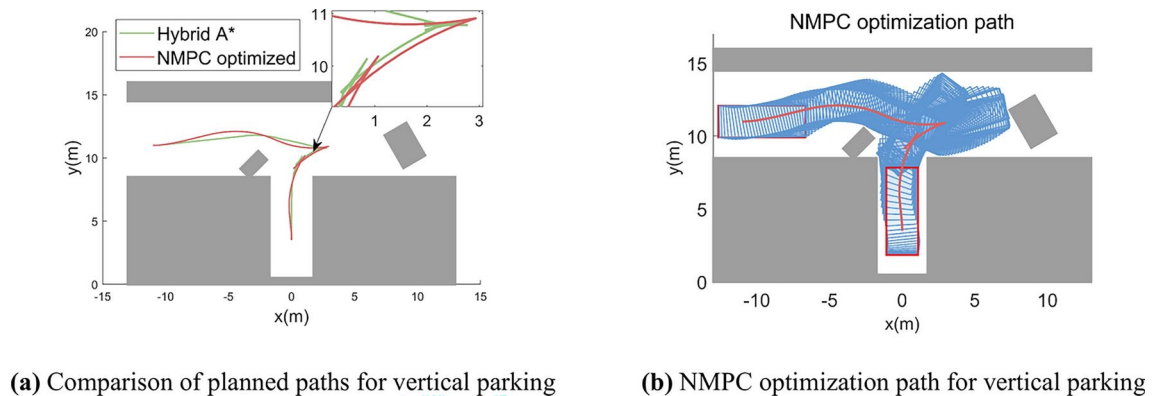 Hybrid A*
NMPC optimized
20
15
10
5
0
y(m)
-15
-10
-5
0
5
10
15
x(m)
11
10
1
2
3
NMPC optimization path
15
10
5
0
y(m)
-10
-5
0
5
10
x(m)
(a) Comparison of planned paths for vertical parking
(b) NMPC optimization path for vertical parking